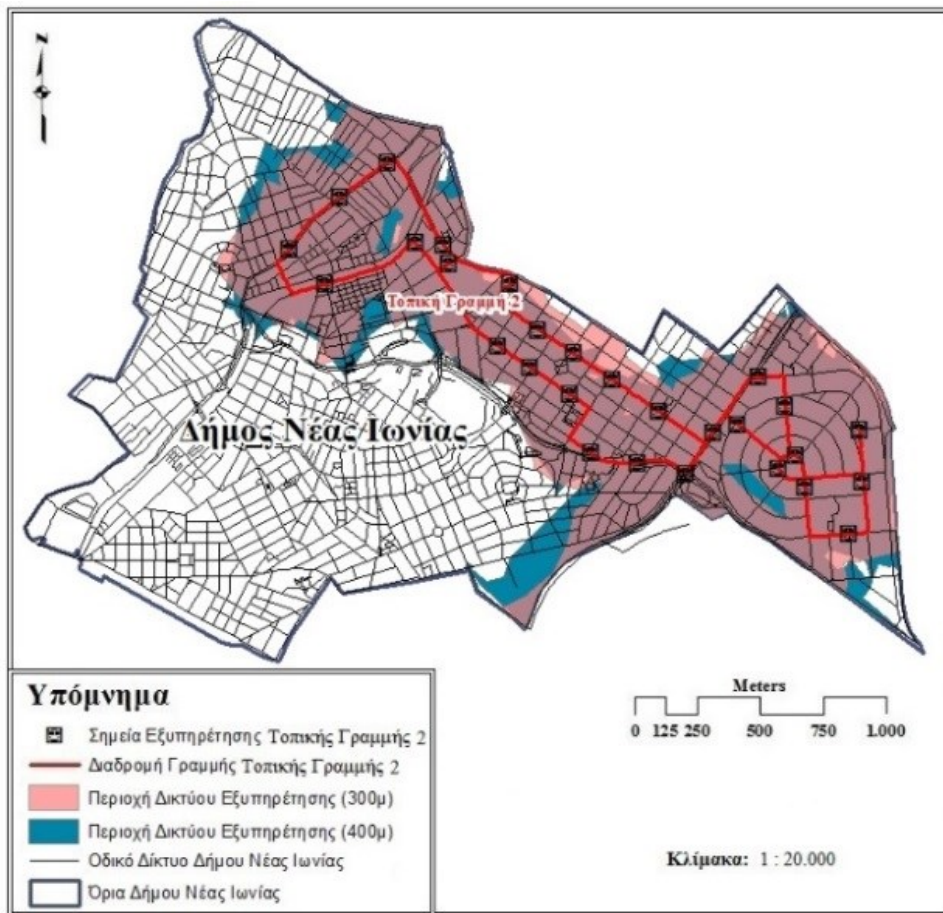 N
Τοπική Γραμμή 2
Δήμος Νέας Ιωνίας
Υπόμνημα
Σημεία Εξυπηρέτησης Τοπικής Γραμμής 2
Διαδρομή Γραμμής Τοπικής Γραμμής 2
Περιοχή Δικτύου Εξυπηρέτησης (300μ)
Περιοχή Δικτύου Εξυπηρέτησης (400μ)
Οδικό Δίκτυο Δήμου Νέας Ιωνίας
Όρια Δήμου Νέας Ιωνίας
Meters
0 125 250 500 750 1.000
Κλίμακα: 1 : 20.000